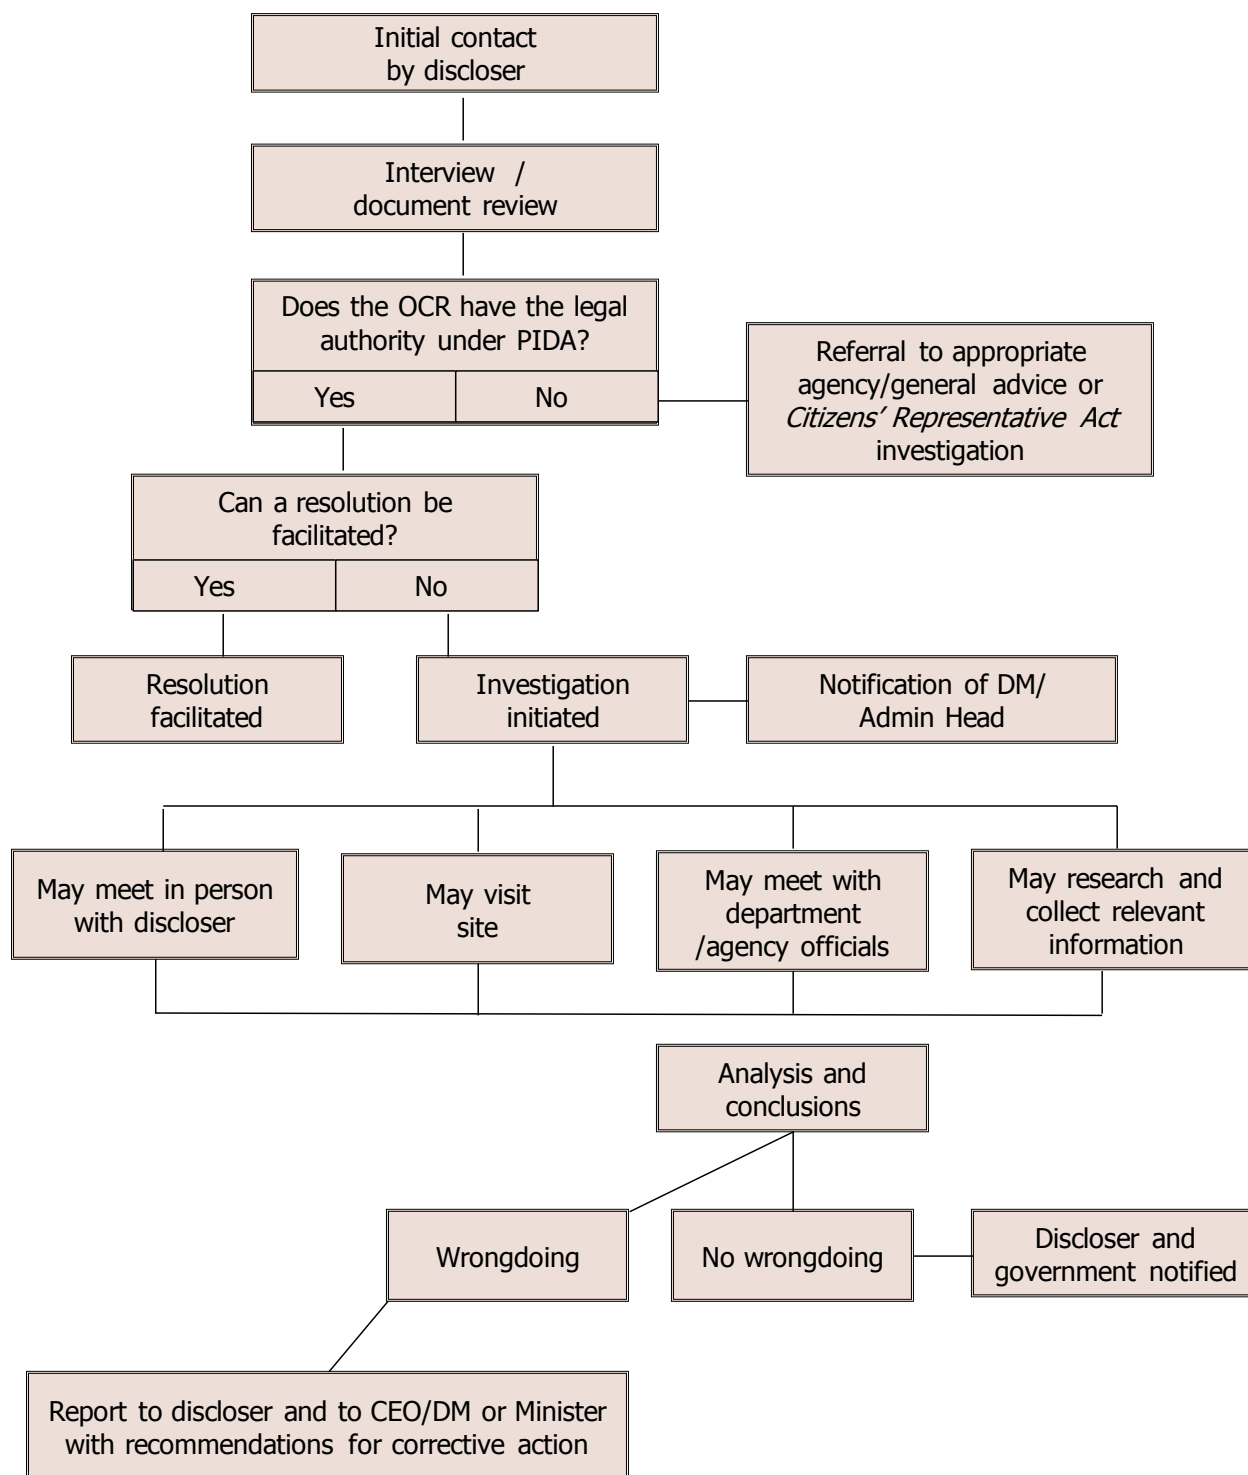 Initial contact
by discloser
Interview /
document review
Does the OCR have the legal
authority under PIDA?
Yes
No
Referral to appropriate
agency/general advice or
Citizens’ Representative Act
investigation
Can a resolution be
facilitated?
Yes
No
Resolution
facilitated
Investigation
initiated
Notification of DM/
Admin Head
May meet in person
with discloser
May visit
site
May meet with
department
/agency officials
May research and
collect relevant
information
Analysis and
conclusions
Wrongdoing
No wrongdoing
Discloser and
government notified
Report to discloser and to CEO/DM or Minister
with recommendations for corrective action